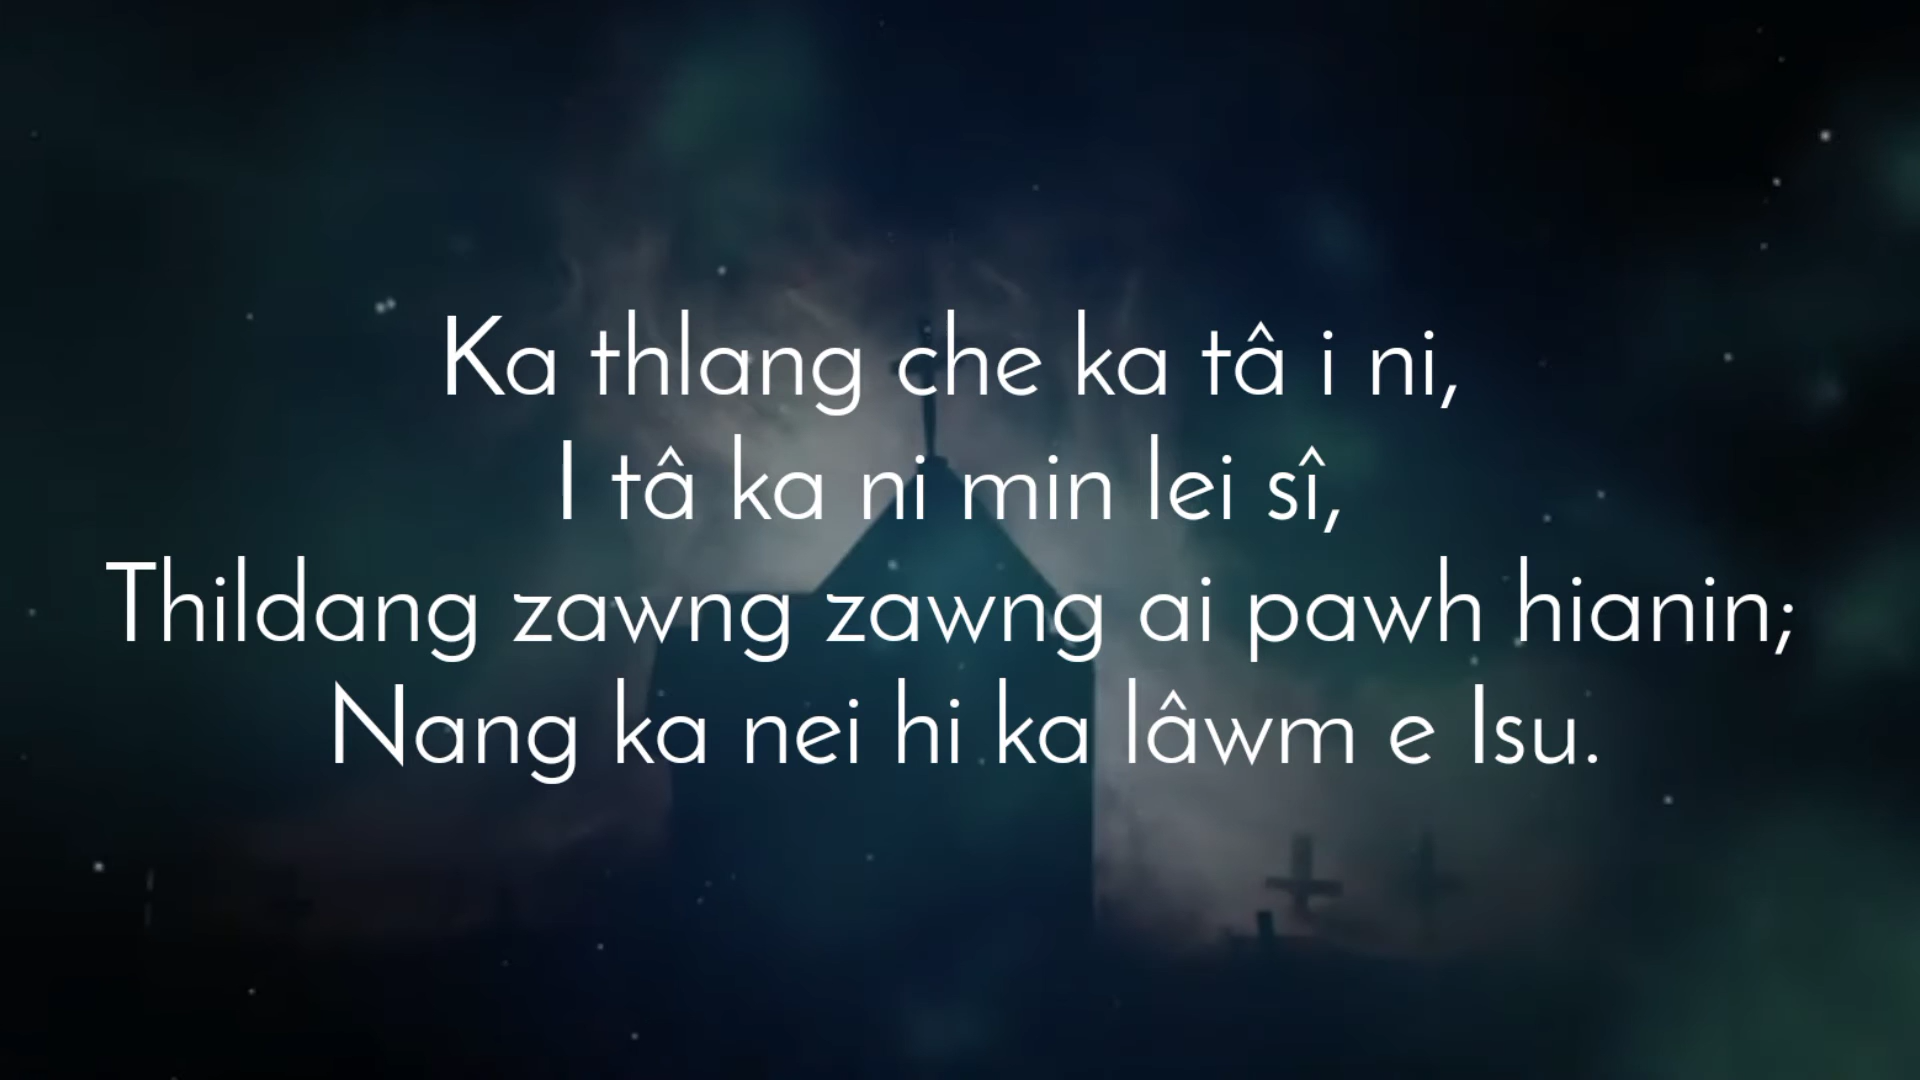 Ka thlang che ka tâ i ni,
I tâ ka ni min lei sî,
Thildang zawng zawng ai pawh hianin;
Nang ka nei hi ka lâwm e Isu.